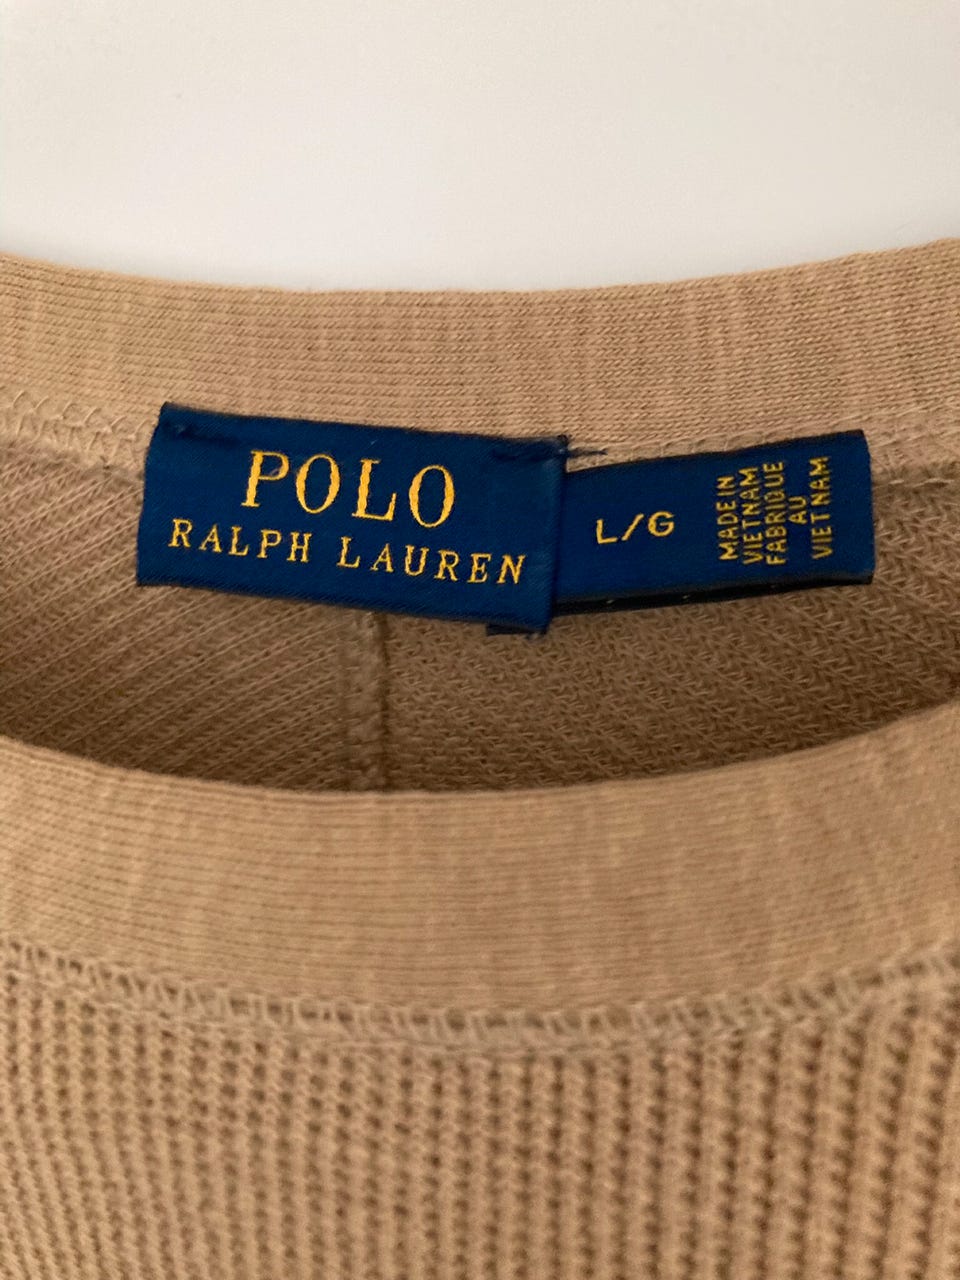 POLO
RALPH LAUREN
L/G
MADE IN
VIETNAM
FABRIQUE
AU
VIETNAM